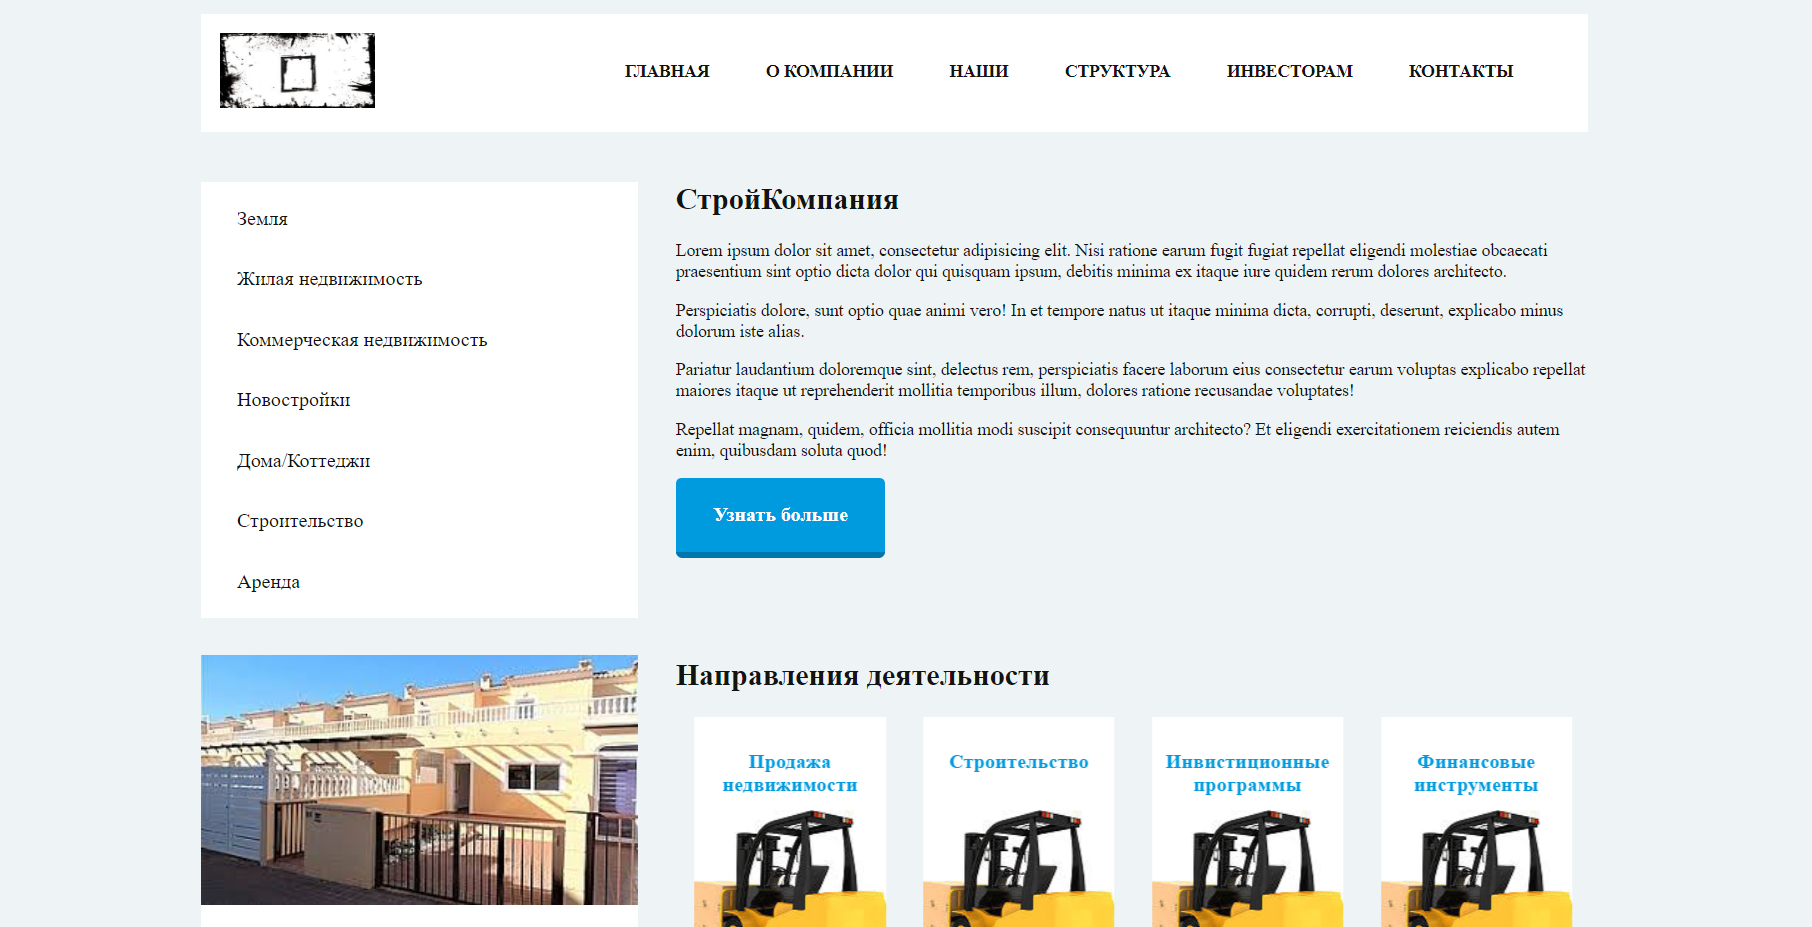 ГЛАВНАЯ О КОМПАНИИ НАШИ СТРУКТУРА ИНВЕСТОРАМ КОНТАКТЫ
Земля
Жилая недвижимость
Коммерческая недвижимость
Новостройки
Дома/Коттеджи
Строительство
Аренда
СтройКомпания
Lorem ipsum dolor sit amet, consectetur adipisicing elit. Nisi ratione earum fugit fugiat repellat eligendi molestiae obcaecati
praesentium sint optio dicta dolor qui quisquam ipsum, debitis minima ex itaque iure quidem rerum dolores architecto.
Perspiciatis dolore, sunt optio quae animi vero! In et tempore natus ut itaque minima dicta, corrupti, deserunt, explicabo minus
dolorum iste alias.
Pariatur laudantium doloremque sint, delectus rem, perspiciatis facere laborum eius consectetur earum voluptas explicabo repellat
maiores itaque ut reprehenderit mollitia temporibus illum, dolores ratione recusandae voluptates!
Repellat magnam, quidem, officia mollitia modi suscipit consequuntur architecto? Et eligendi exercitationem reiciendis autem
enim, quibusdam soluta quod!
Узнать больше
Направления деятельности
Продажа
недвижимости
Строительство
Инвистиционные
программы
Финансовые
инструменты